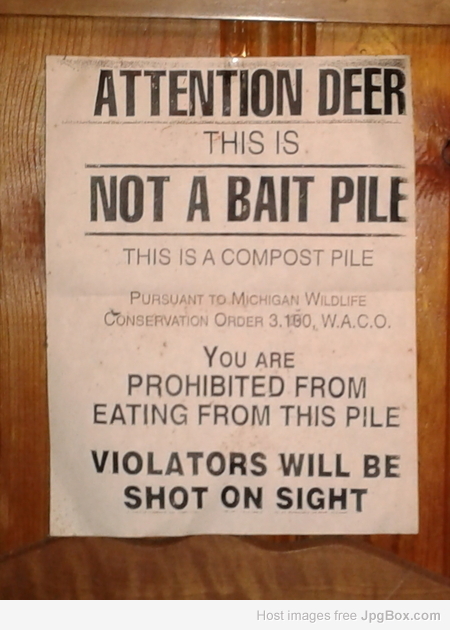 ATTENTION DEER
THIS IS
NOT A BAIT PILE
THIS IS A COMPOST PILE
PURSUANT TO MICHIGAN WILDLIFE
CONSERVATION ORDER 3.100, W.A.C.O.
YOU ARE
PROHIBITED FROM
EATING FROM THIS PILE
VIOLATORS WILL BE
SHOT ON SIGHT
Host images free JpgBox.com